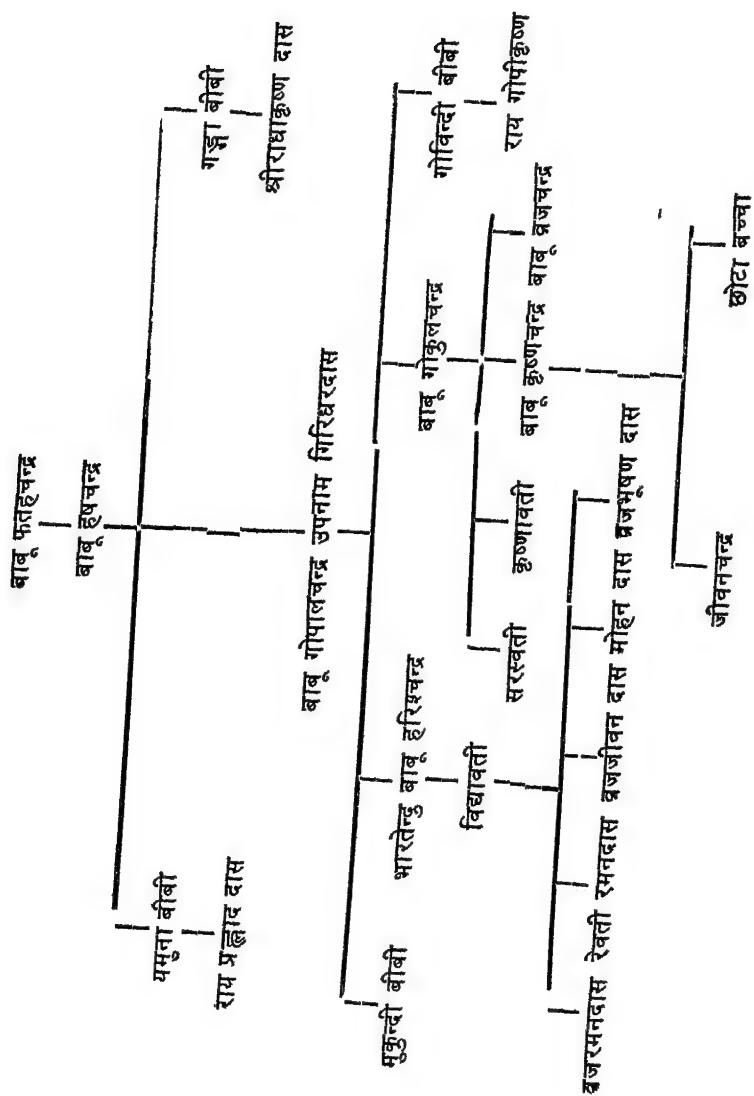 बाबू फतहचन्द्र
बाबू हर्षचन्द्र
यमुना बीबी
राय प्रह्लाद दास
गङ्गा बीबी
श्रीराधाकृष्ण दास
बाबू गोपालचन्द्र उपनाम गिरिधरदास
मुकुन्दी बीबी
भारतेन्दु बाबू हरिश्चन्द्र
बाबू गोकुलचन्द्र
गोविन्दी बीबी
विद्यावती
राय गोपीकृष्ण
सरस्वती कृष्णावती बाबू कृष्णचन्द्र बाबू व्रजचन्द्र
व्रजरमनदास रेवती रमनदास व्रजजीवन दास मोहन दास व्रजभूषण दास
जीवनचन्द्र छोटा बच्चा